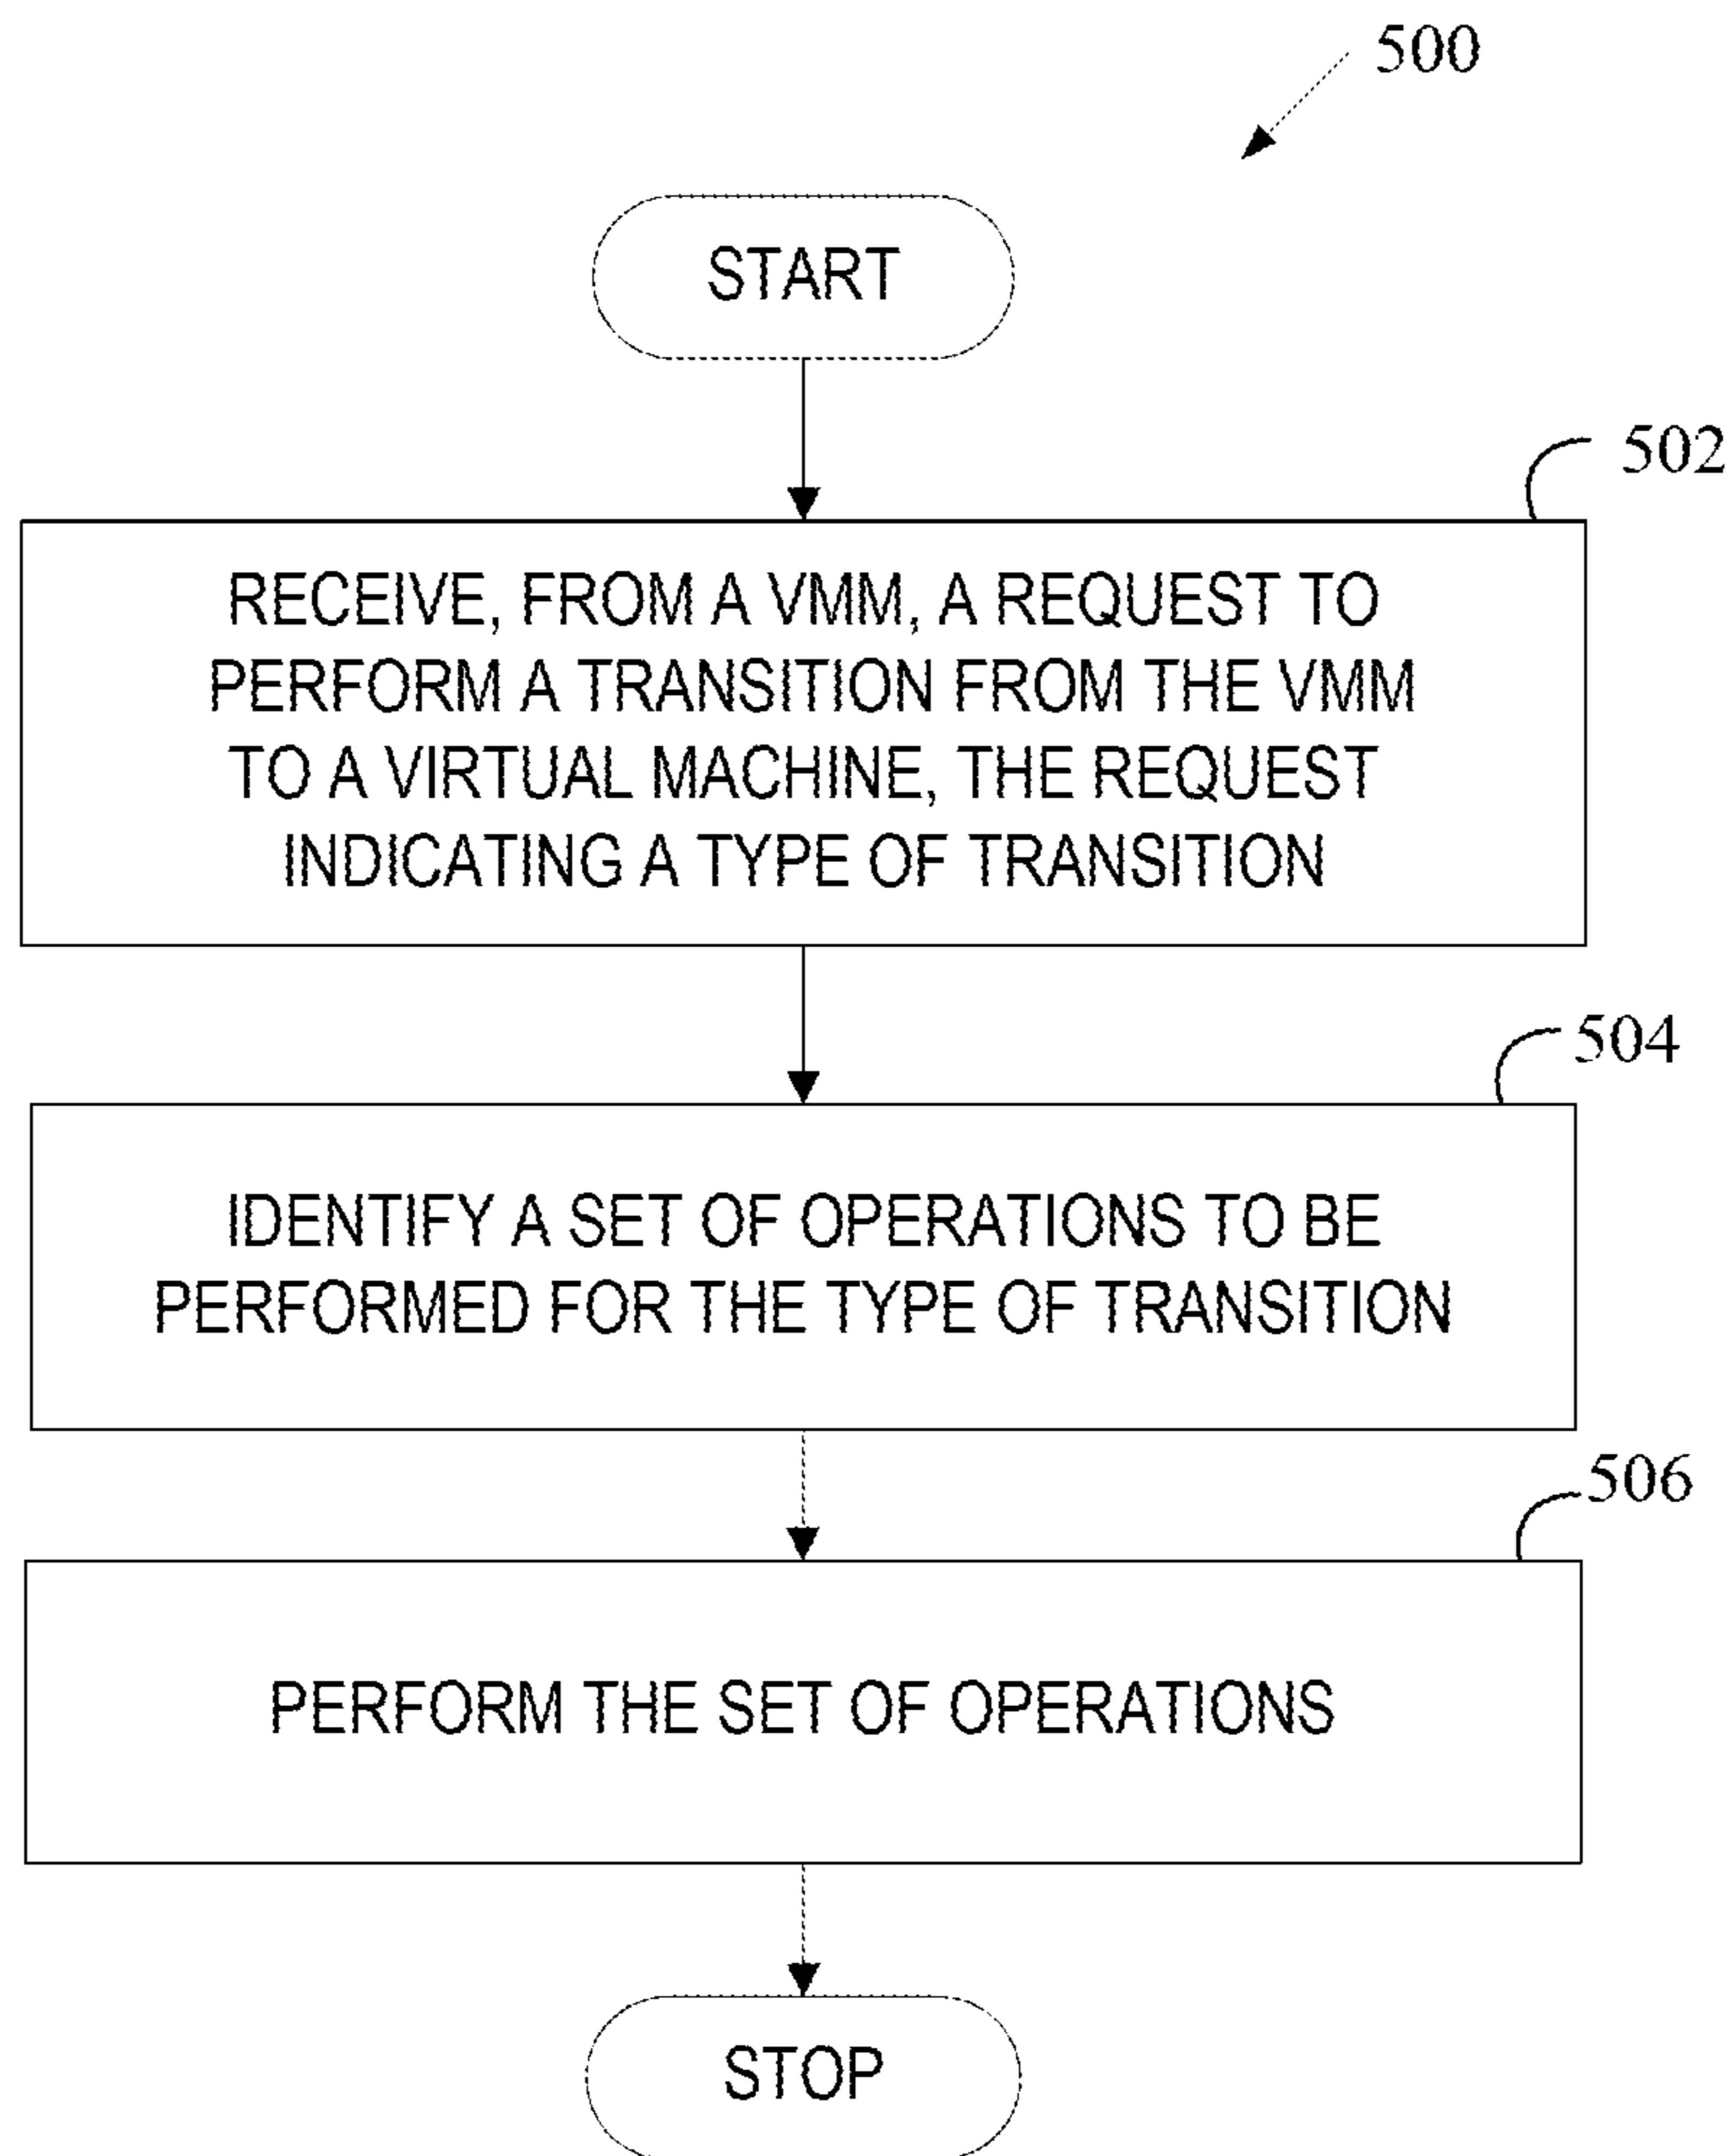 500
START
502
RECEIVE, FROM A VMM, A REQUEST TO
PERFORM A TRANSITION FROM THE VMM
TO A VIRTUAL MACHINE, THE REQUEST
INDICATING A TYPE OF TRANSITION
504
IDENTIFY A SET OF OPERATIONS TO BE
PERFORMED FOR THE TYPE OF TRANSITION
506
PERFORM THE SET OF OPERATIONS
STOP